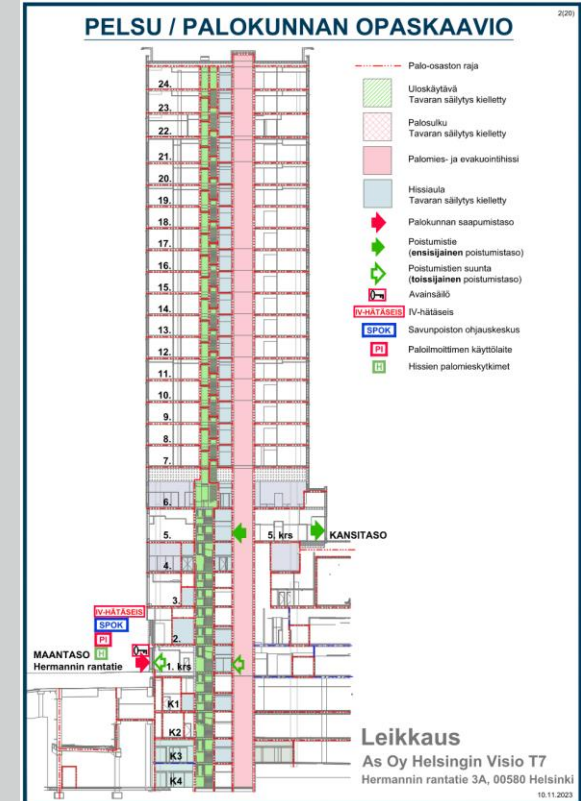 2(20)
PELSU / PALOKUNNAN OPASKAAVIO
Palo-osaston raja
Uloskäytävä
Tavaran säilytys kielletty
Palosulku
Tavaran säilytys kielletty
Palomies- ja evakuointihissi
Hissiaula
Tavaran säilytys kielletty
Palokunnan saapumistaso
Poistumistie
(ensisijainen poistumistaso)
Poistumistien suunta
(toissijainen poistumistaso)
Avainsäilö
IV-HÄTÄSEIS IV-hätäseis
SPOK Savunpoiston ohjauskeskus
PI Paloilmoittimen käyttölaite
H Hissien palomieskytkimet
24.
23.
22.
21.
20.
19.
18.
17.
16.
15.
14.
13.
12.
11.
10.
9.
8.
7.
6.
5. 5. krs KANSITASO
4.
3.
2.
IV-HÄTÄSEIS
SPOK
PI
MAANTASO H
Hermannin rantatie 1. krs
K1
K2
K3
K4
Leikkaus
As Oy Helsingin Visio T7
Hermannin rantatie 3A, 00580 Helsinki
10.11.2023